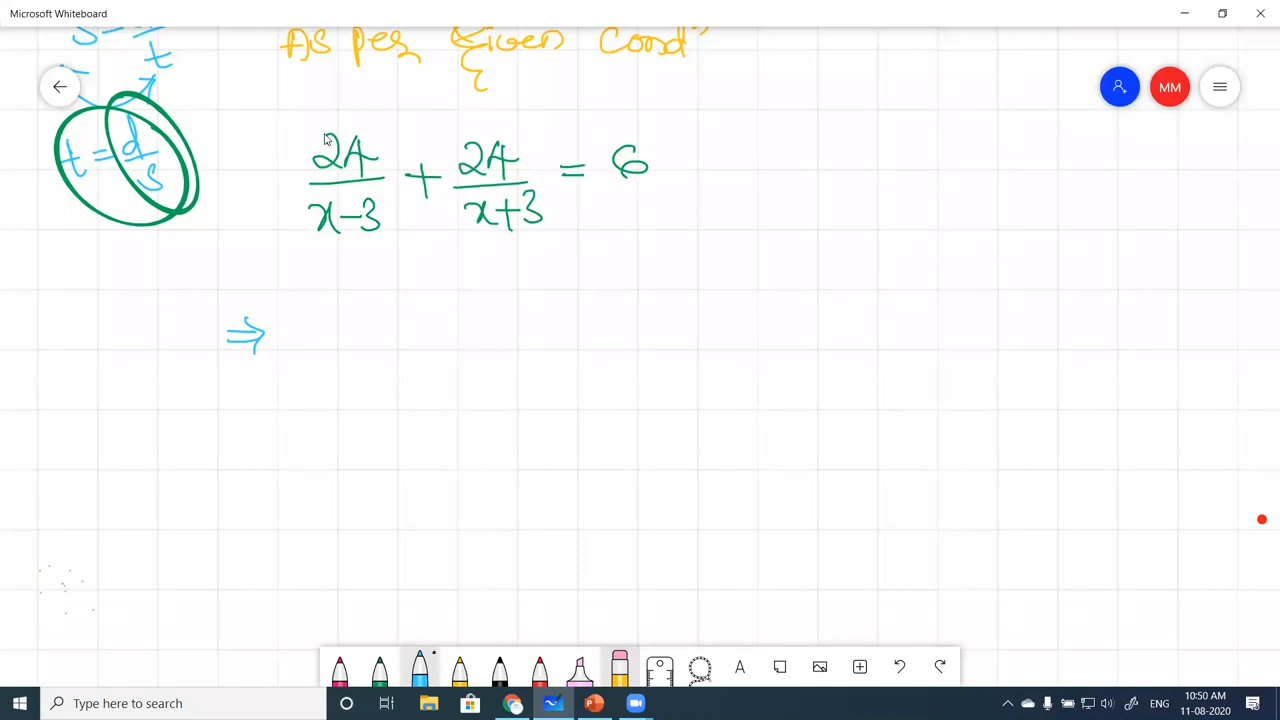 Microsoft Whiteboard
t
As per Given Cond
MM
t = d/s
24/(x-3) + 24/(x+3) = 6
⇒
A
Type here to search
ENG
10:50 AM
11-08-2020